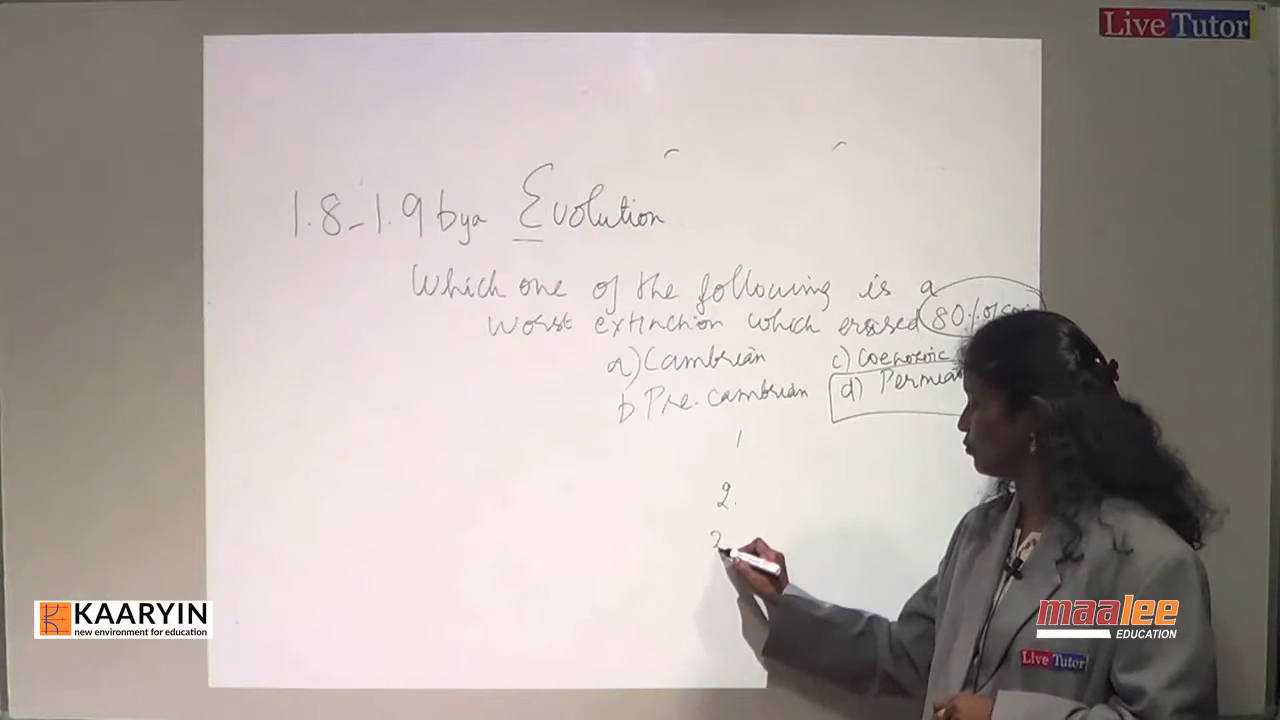 Live Tutor
1.8-1.9 bya Evolution
Which one of the following is a
worst extinction which erased 80% of
a) Cambrian c) Coenozoic
b Pre-cambrian d) Permian
1
2.
KAARYIN
new environment for education
maalee
EDUCATION
Live Tutor